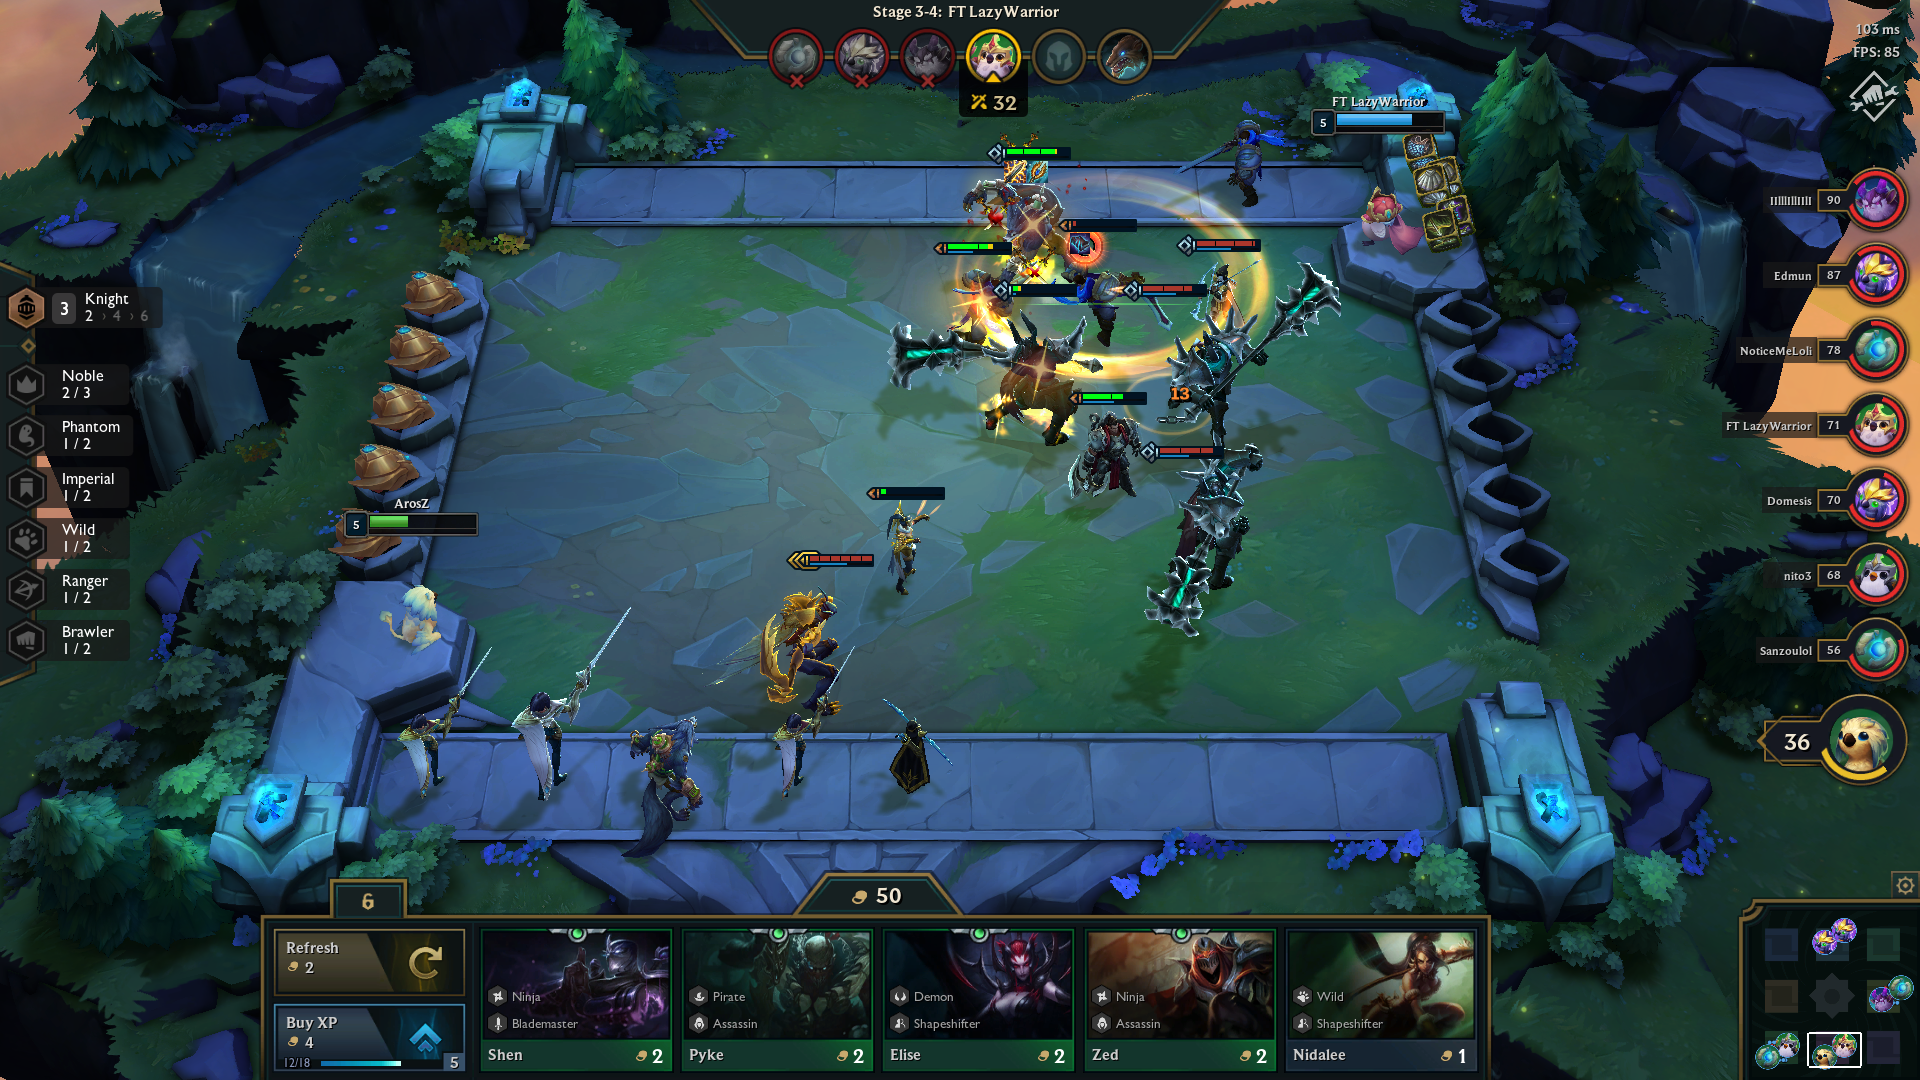 Stage 3-4: FT LazyWarrior
103 ms
FPS: 85
32
FT LazyWarrior
5
IIIIIIIIIIII 90
Edmun 87
NoticeMeLoli 78
FT LazyWarrior 71
Domesis 70
nito3 68
Sanzoulol 56
36
3 Knight
2 › 4 › 6
Noble
2 / 3
Phantom
1 / 2
Imperial
1 / 2
Wild
1 / 2
Ranger
1 / 2
Brawler
1 / 2
13
ArosZ
5
6
50
Refresh
2
Buy XP
4
12/18 5
Ninja
Blademaster
Shen 2
Pirate
Assassin
Pyke 2
Demon
Shapeshifter
Elise 2
Ninja
Assassin
Zed 2
Wild
Shapeshifter
Nidalee 1